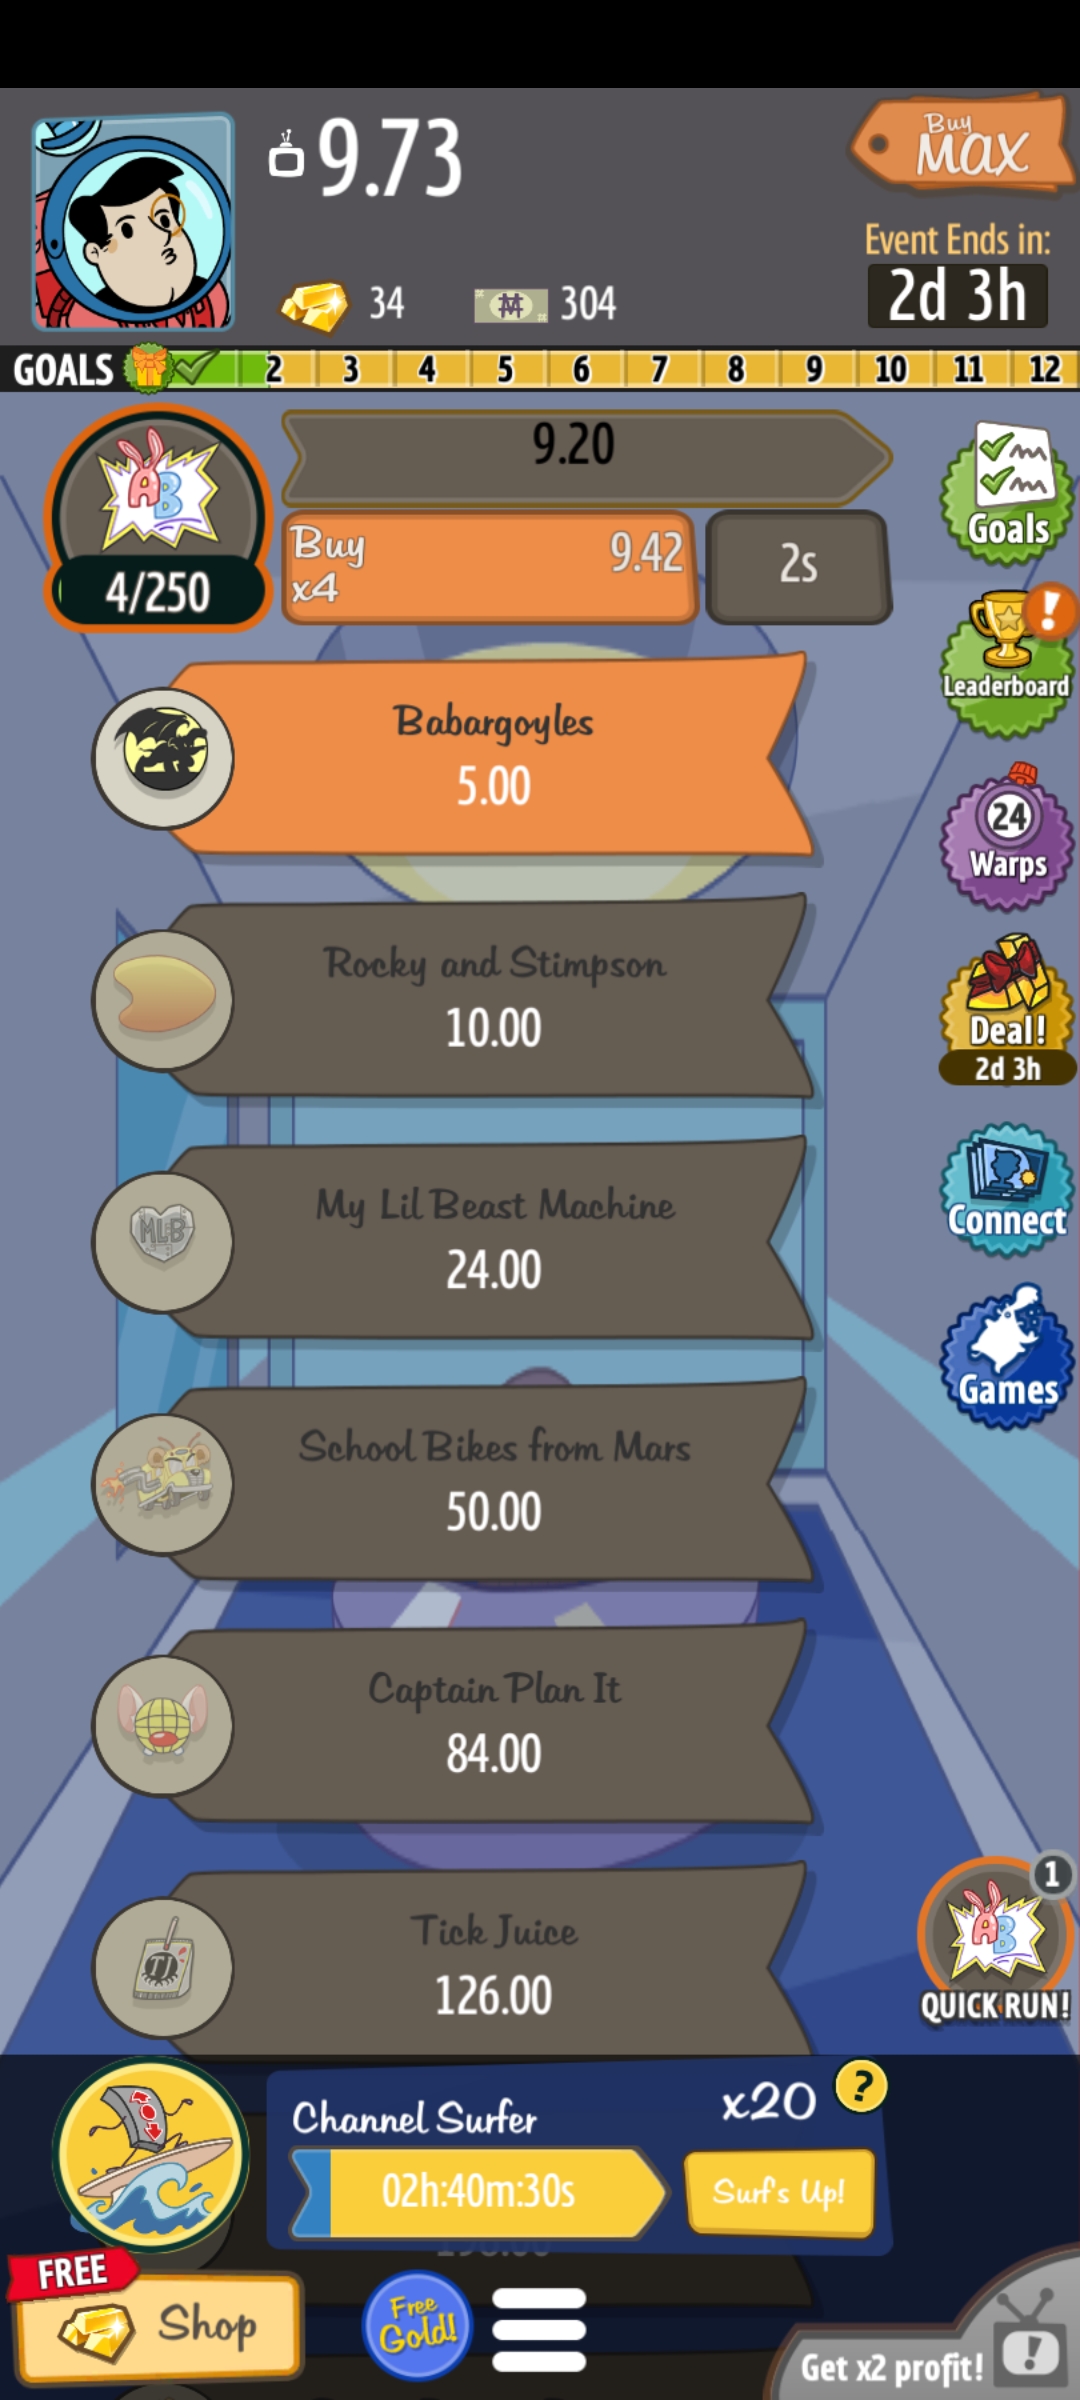 9.73
Buy
MAX
Event Ends in:
2d 3h
34
304
GOALS 2 3 4 5 6 7 8 9 10 11 12
AB
9.20
4/250
Buy
x4
9.42
2s
Goals
Babargoyles
5.00
Leaderboard
24
Warps
Rocky and Stimpson
10.00
Deal!
2d 3h
MLB
My Lil Beast Machine
24.00
Connect
School Bikes from Mars
50.00
Games
Captain Plan It
84.00
TJ
Tick Juice
126.00
1
AB
QUICK RUN!
Channel Surfer
x20
?
02h:40m:30s
Surf's Up!
FREE
Shop
Free
Gold!
Get x2 profit!
!